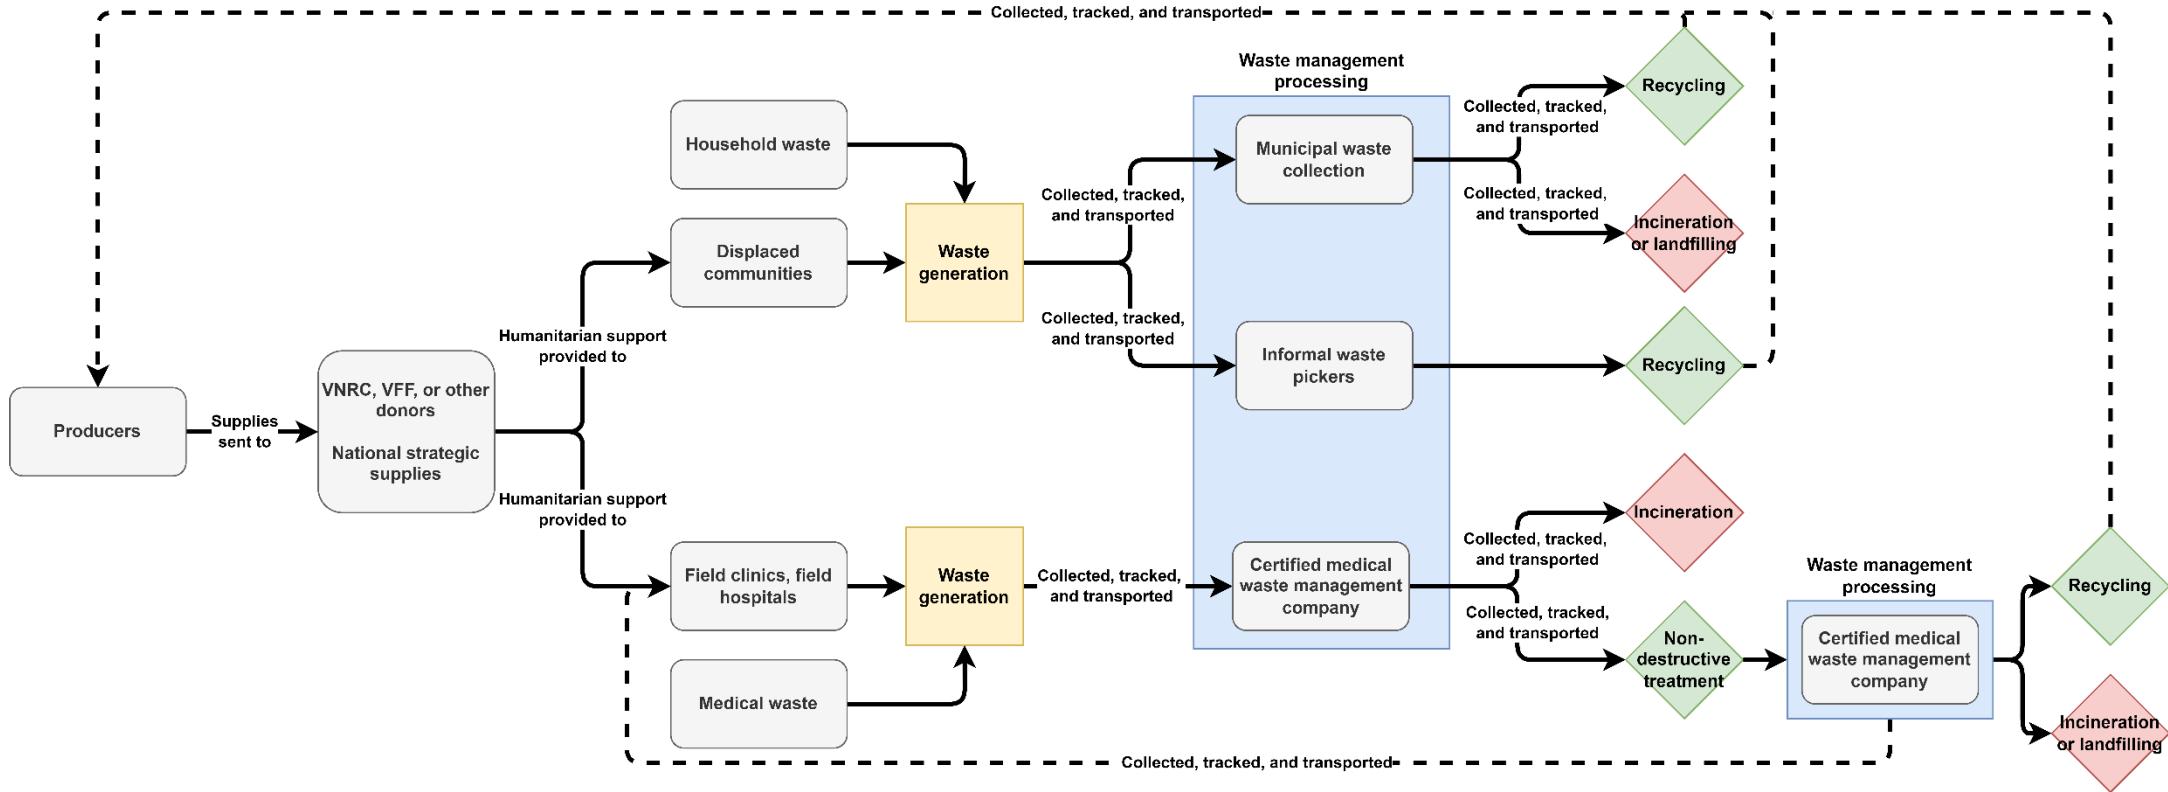 Collected, tracked, and transported
Waste management
processing
Recycling
Collected, tracked,
and transported
Household waste
Municipal waste
collection
Collected, tracked,
and transported
Collected, tracked,
and transported
Incineration
or landfilling
Displaced
communities
Waste
generation
Humanitarian support
provided to
Collected, tracked,
and transported
Informal waste
pickers
Recycling
VNRC, VFF, or other
donors
National strategic
supplies
Producers
Supplies
sent to
Humanitarian support
provided to
Incineration
Collected, tracked,
and transported
Field clinics, field
hospitals
Waste
generation
Collected, tracked,
and transported
Certified medical
waste management
company
Waste management
processing
Recycling
Collected, tracked,
and transported
Non-
destructive
treatment
Certified medical
waste management
company
Medical waste
Incineration
or landfilling
Collected, tracked, and transported